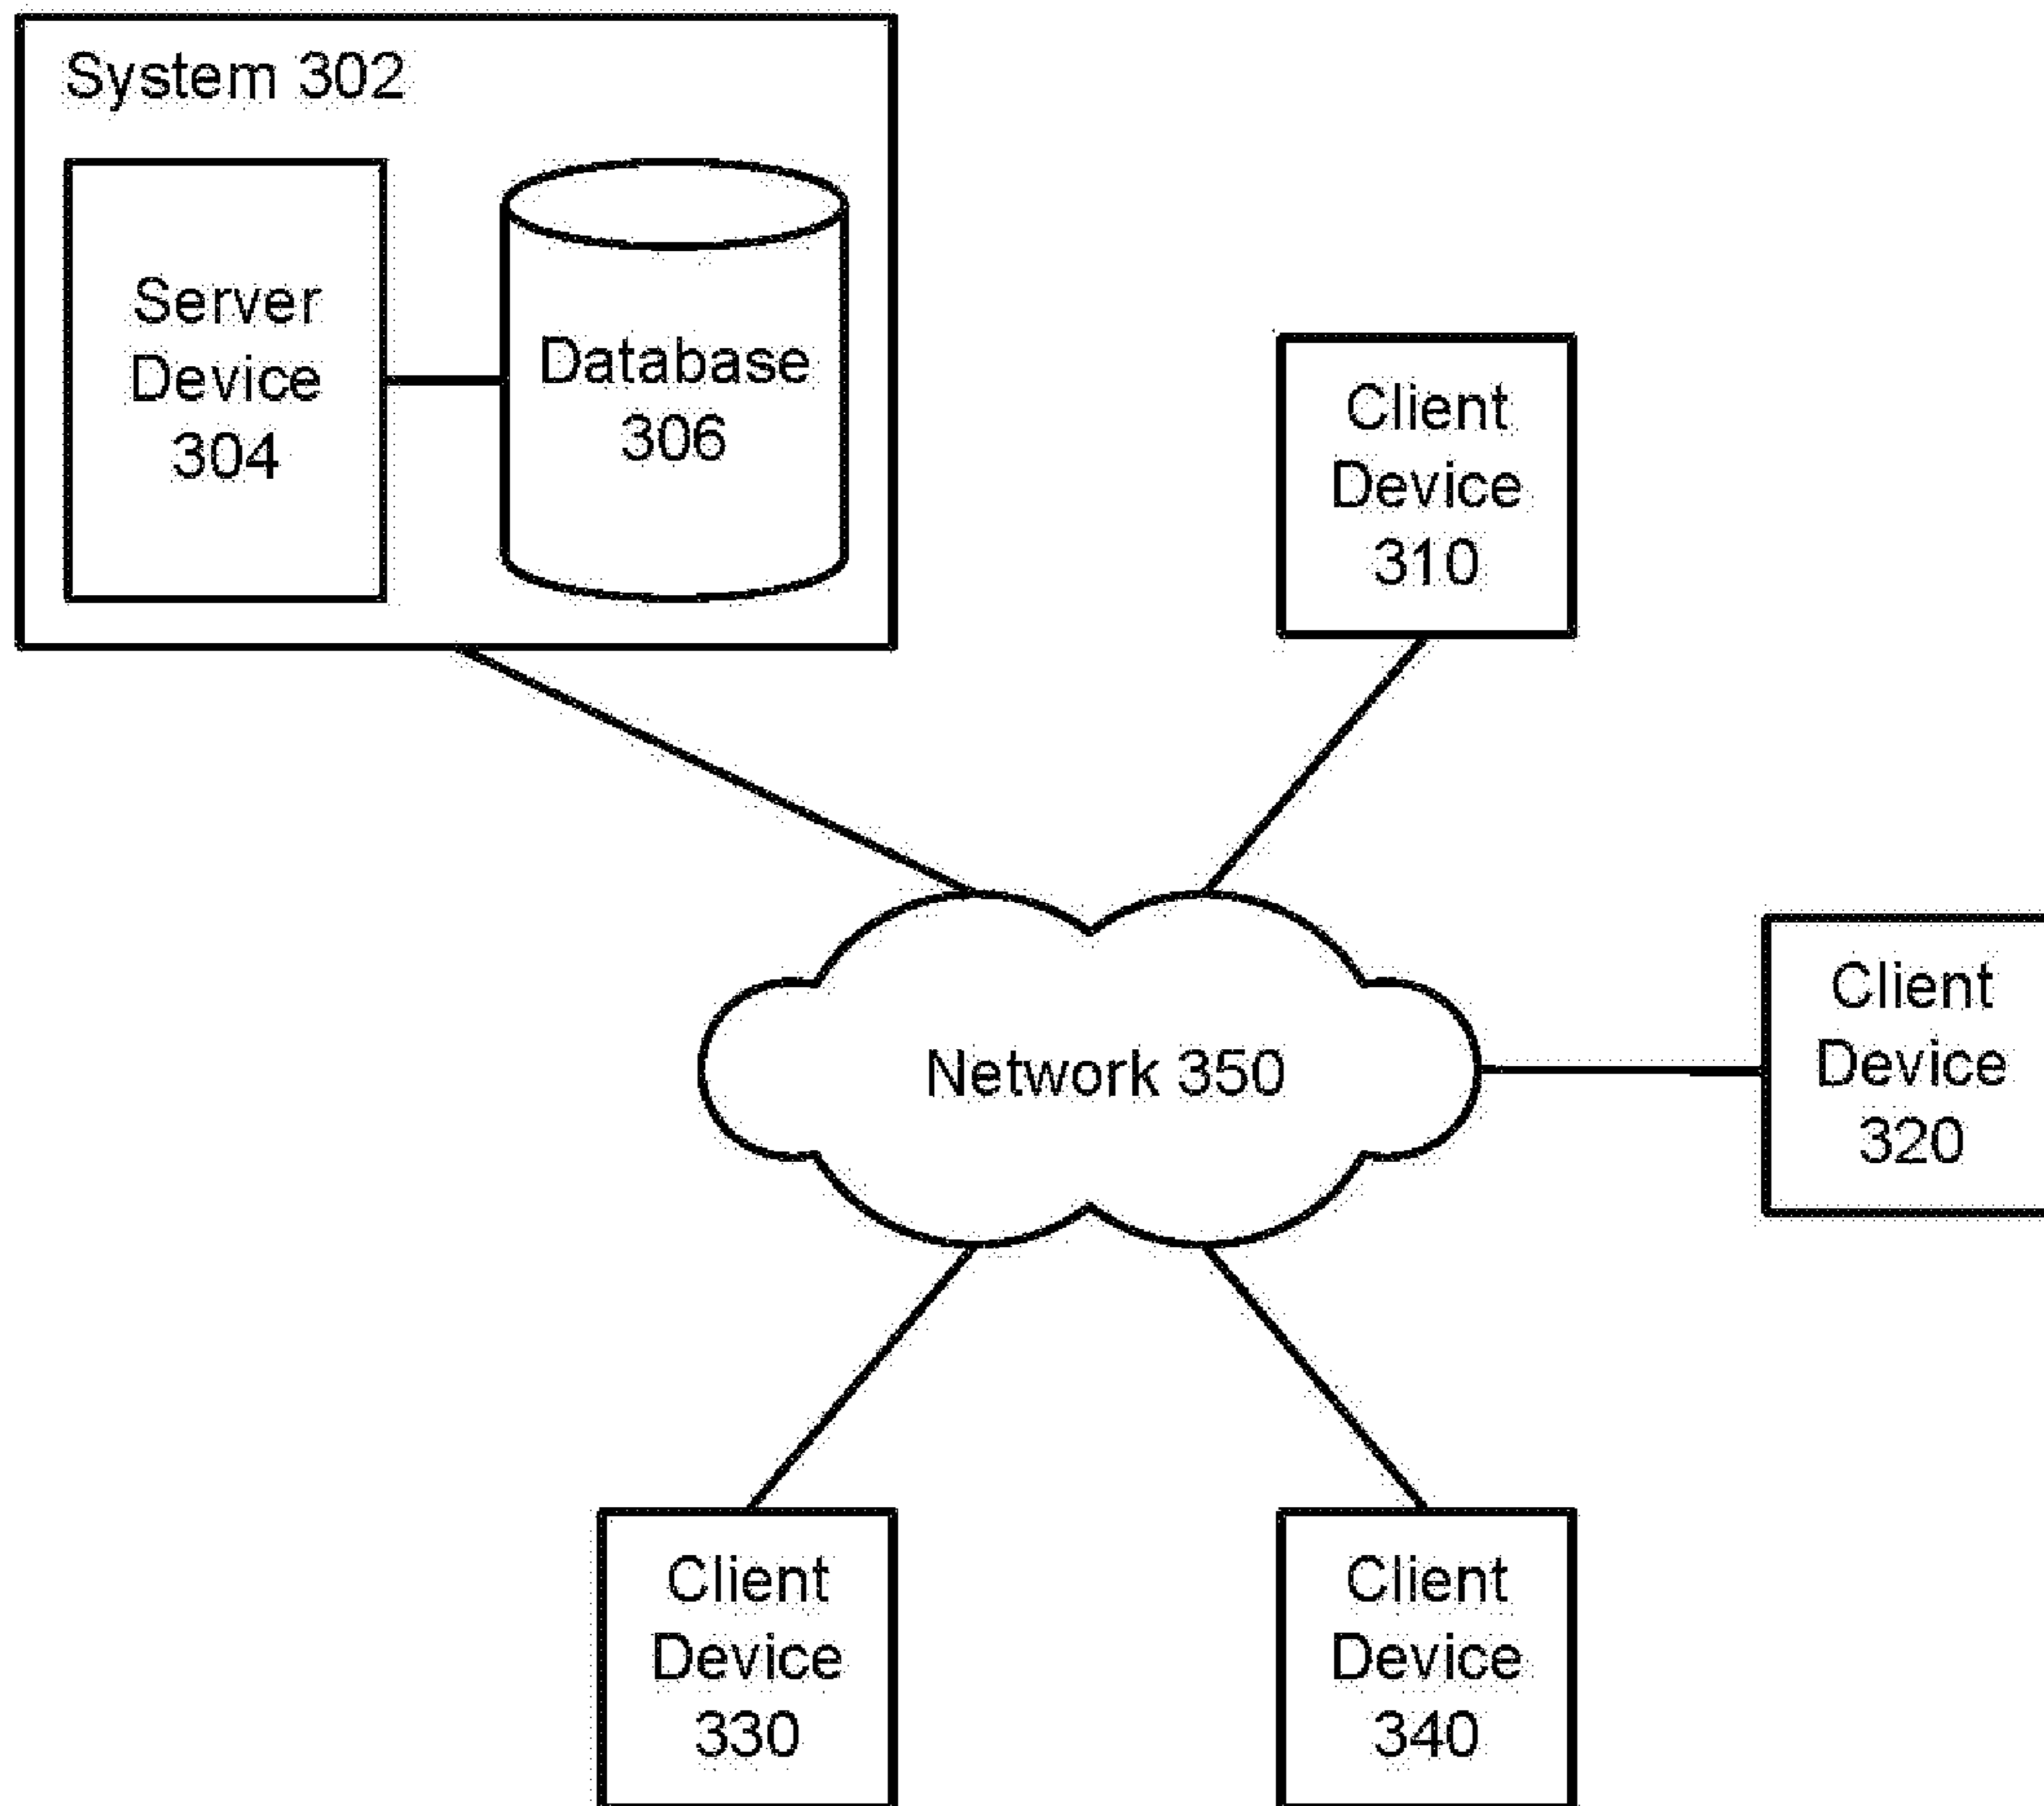 System 302
Server
Device
304
Database
306
Client
Device
310
Network 350
Client
Device
320
Client
Device
330
Client
Device
340